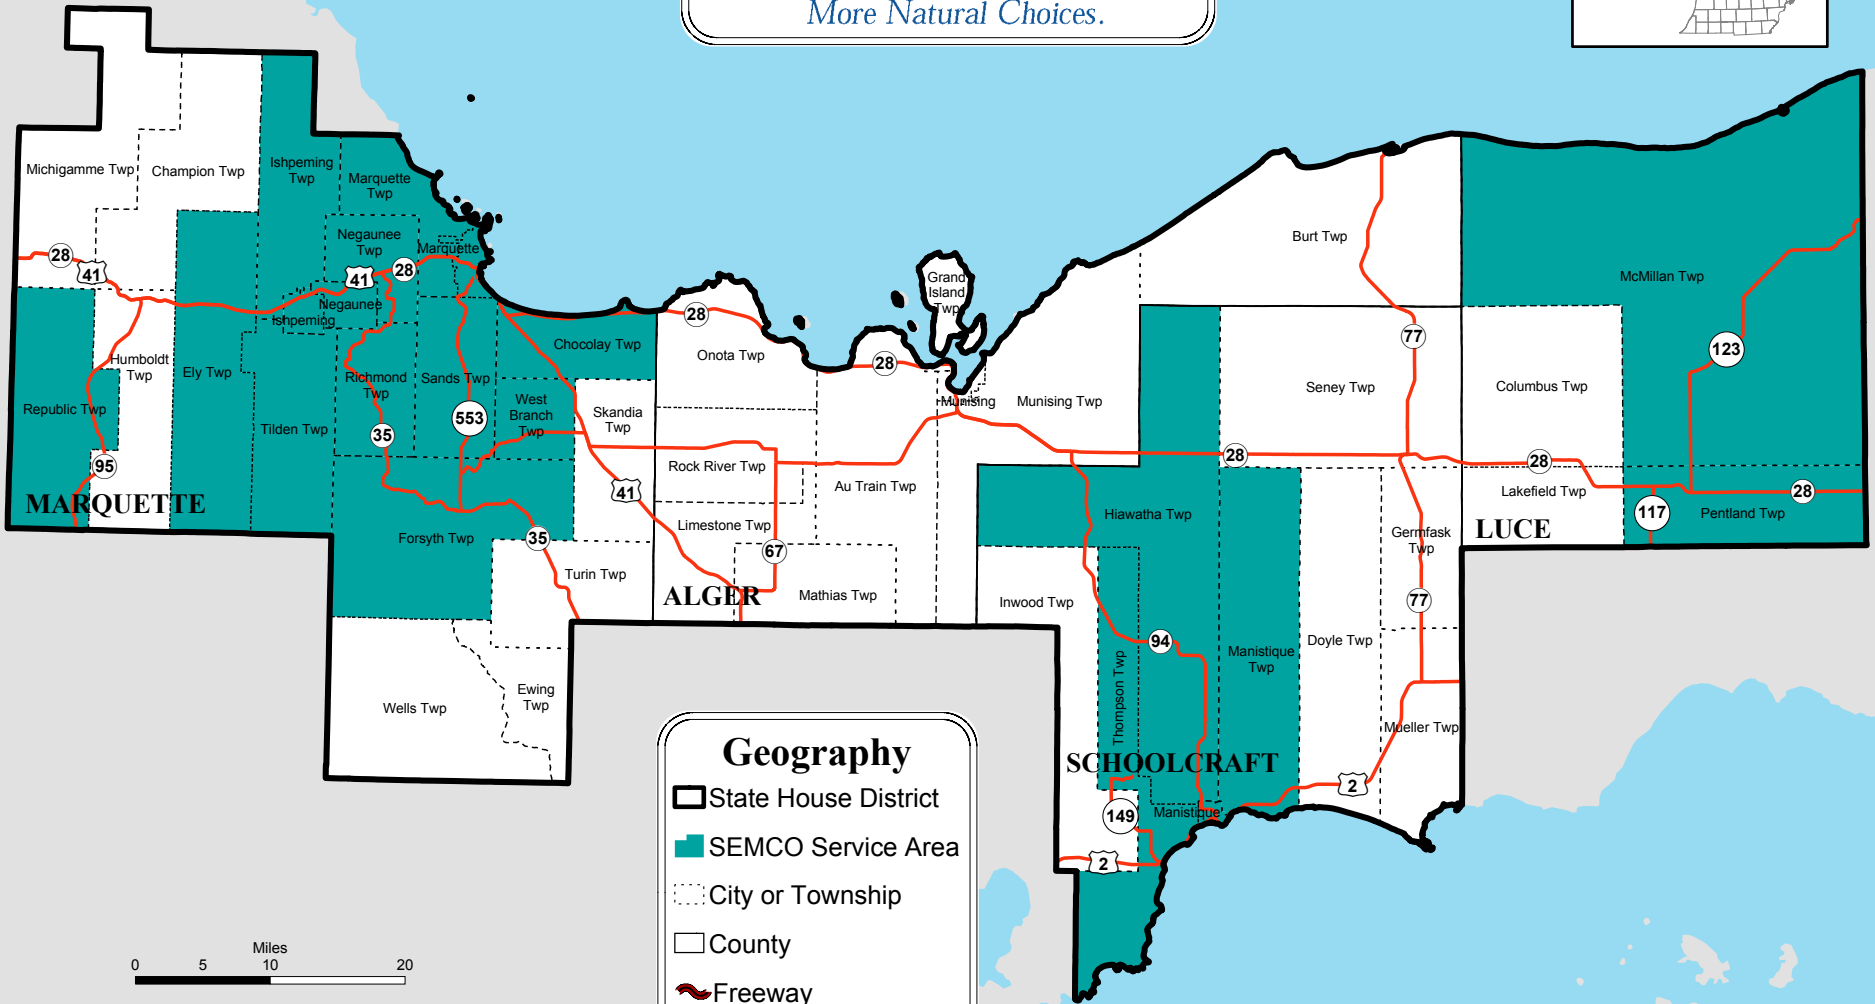 More Natural Choices.
Michigamme Twp
Champion Twp
Ishpeming
Twp
Marquette
Twp
Negaunee
Twp
Marquette
28
41
41
28
Negaunee
Ishpeming
Humboldt
Twp
Ely Twp
Republic Twp
Tilden Twp
Richmond
Twp
Sands Twp
West
Branch
Twp
Chocolay Twp
Skandia
Twp
553
35
95
MARQUETTE
Forsyth Twp
35
41
Turin Twp
Wells Twp
Ewing
Twp
28
Onota Twp
28
Grand
Island
Twp
Munising
Munising Twp
Rock River Twp
Au Train Twp
Limestone Twp
67
ALGER
Mathias Twp
Burt Twp
77
Seney Twp
28
Hiawatha Twp
Inwood Twp
94
Thompson Twp
Manistique
Twp
Doyle Twp
Germfask
Twp
77
Mueller Twp
SCHOOLCRAFT
Manistique
149
2
2
McMillan Twp
123
Columbus Twp
28
Lakefield Twp
LUCE
117
Pentland Twp
28
Geography
State House District
SEMCO Service Area
City or Township
County
Freeway
Miles
0 5 10 20